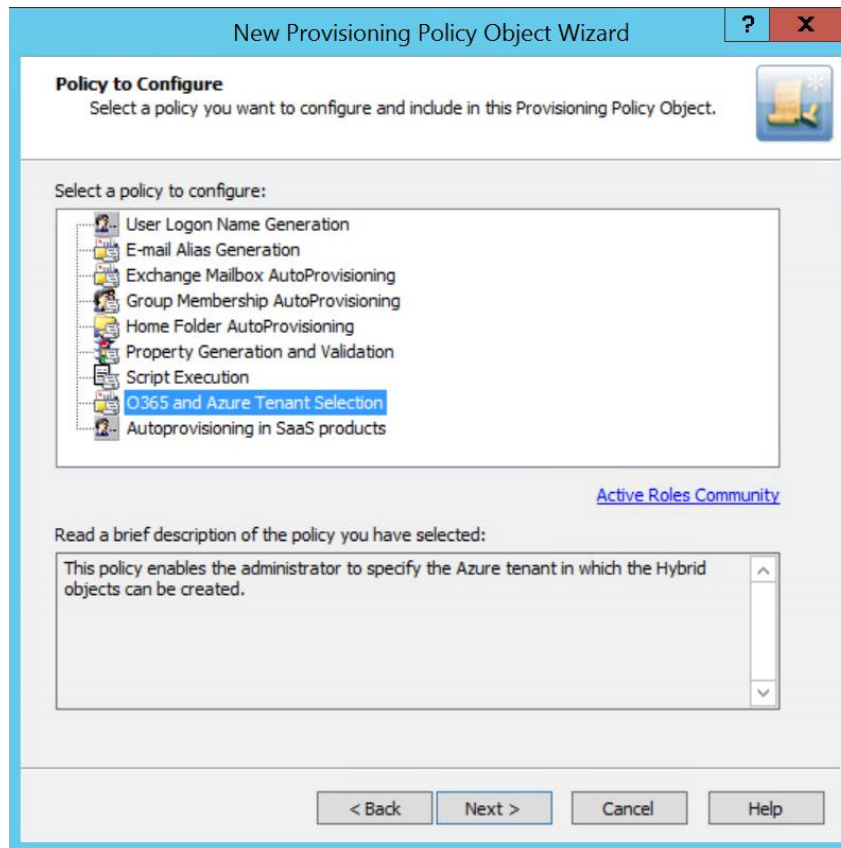 New Provisioning Policy Object Wizard
? X
Policy to Configure
Select a policy you want to configure and include in this Provisioning Policy Object.
Select a policy to configure:
User Logon Name Generation
E-mail Alias Generation
Exchange Mailbox AutoProvisioning
Group Membership AutoProvisioning
Home Folder AutoProvisioning
Property Generation and Validation
Script Execution
O365 and Azure Tenant Selection
Autoprovisioning in SaaS products
Active Roles Community
Read a brief description of the policy you have selected:
This policy enables the administrator to specify the Azure tenant in which the Hybrid
objects can be created.
< Back Next > Cancel Help